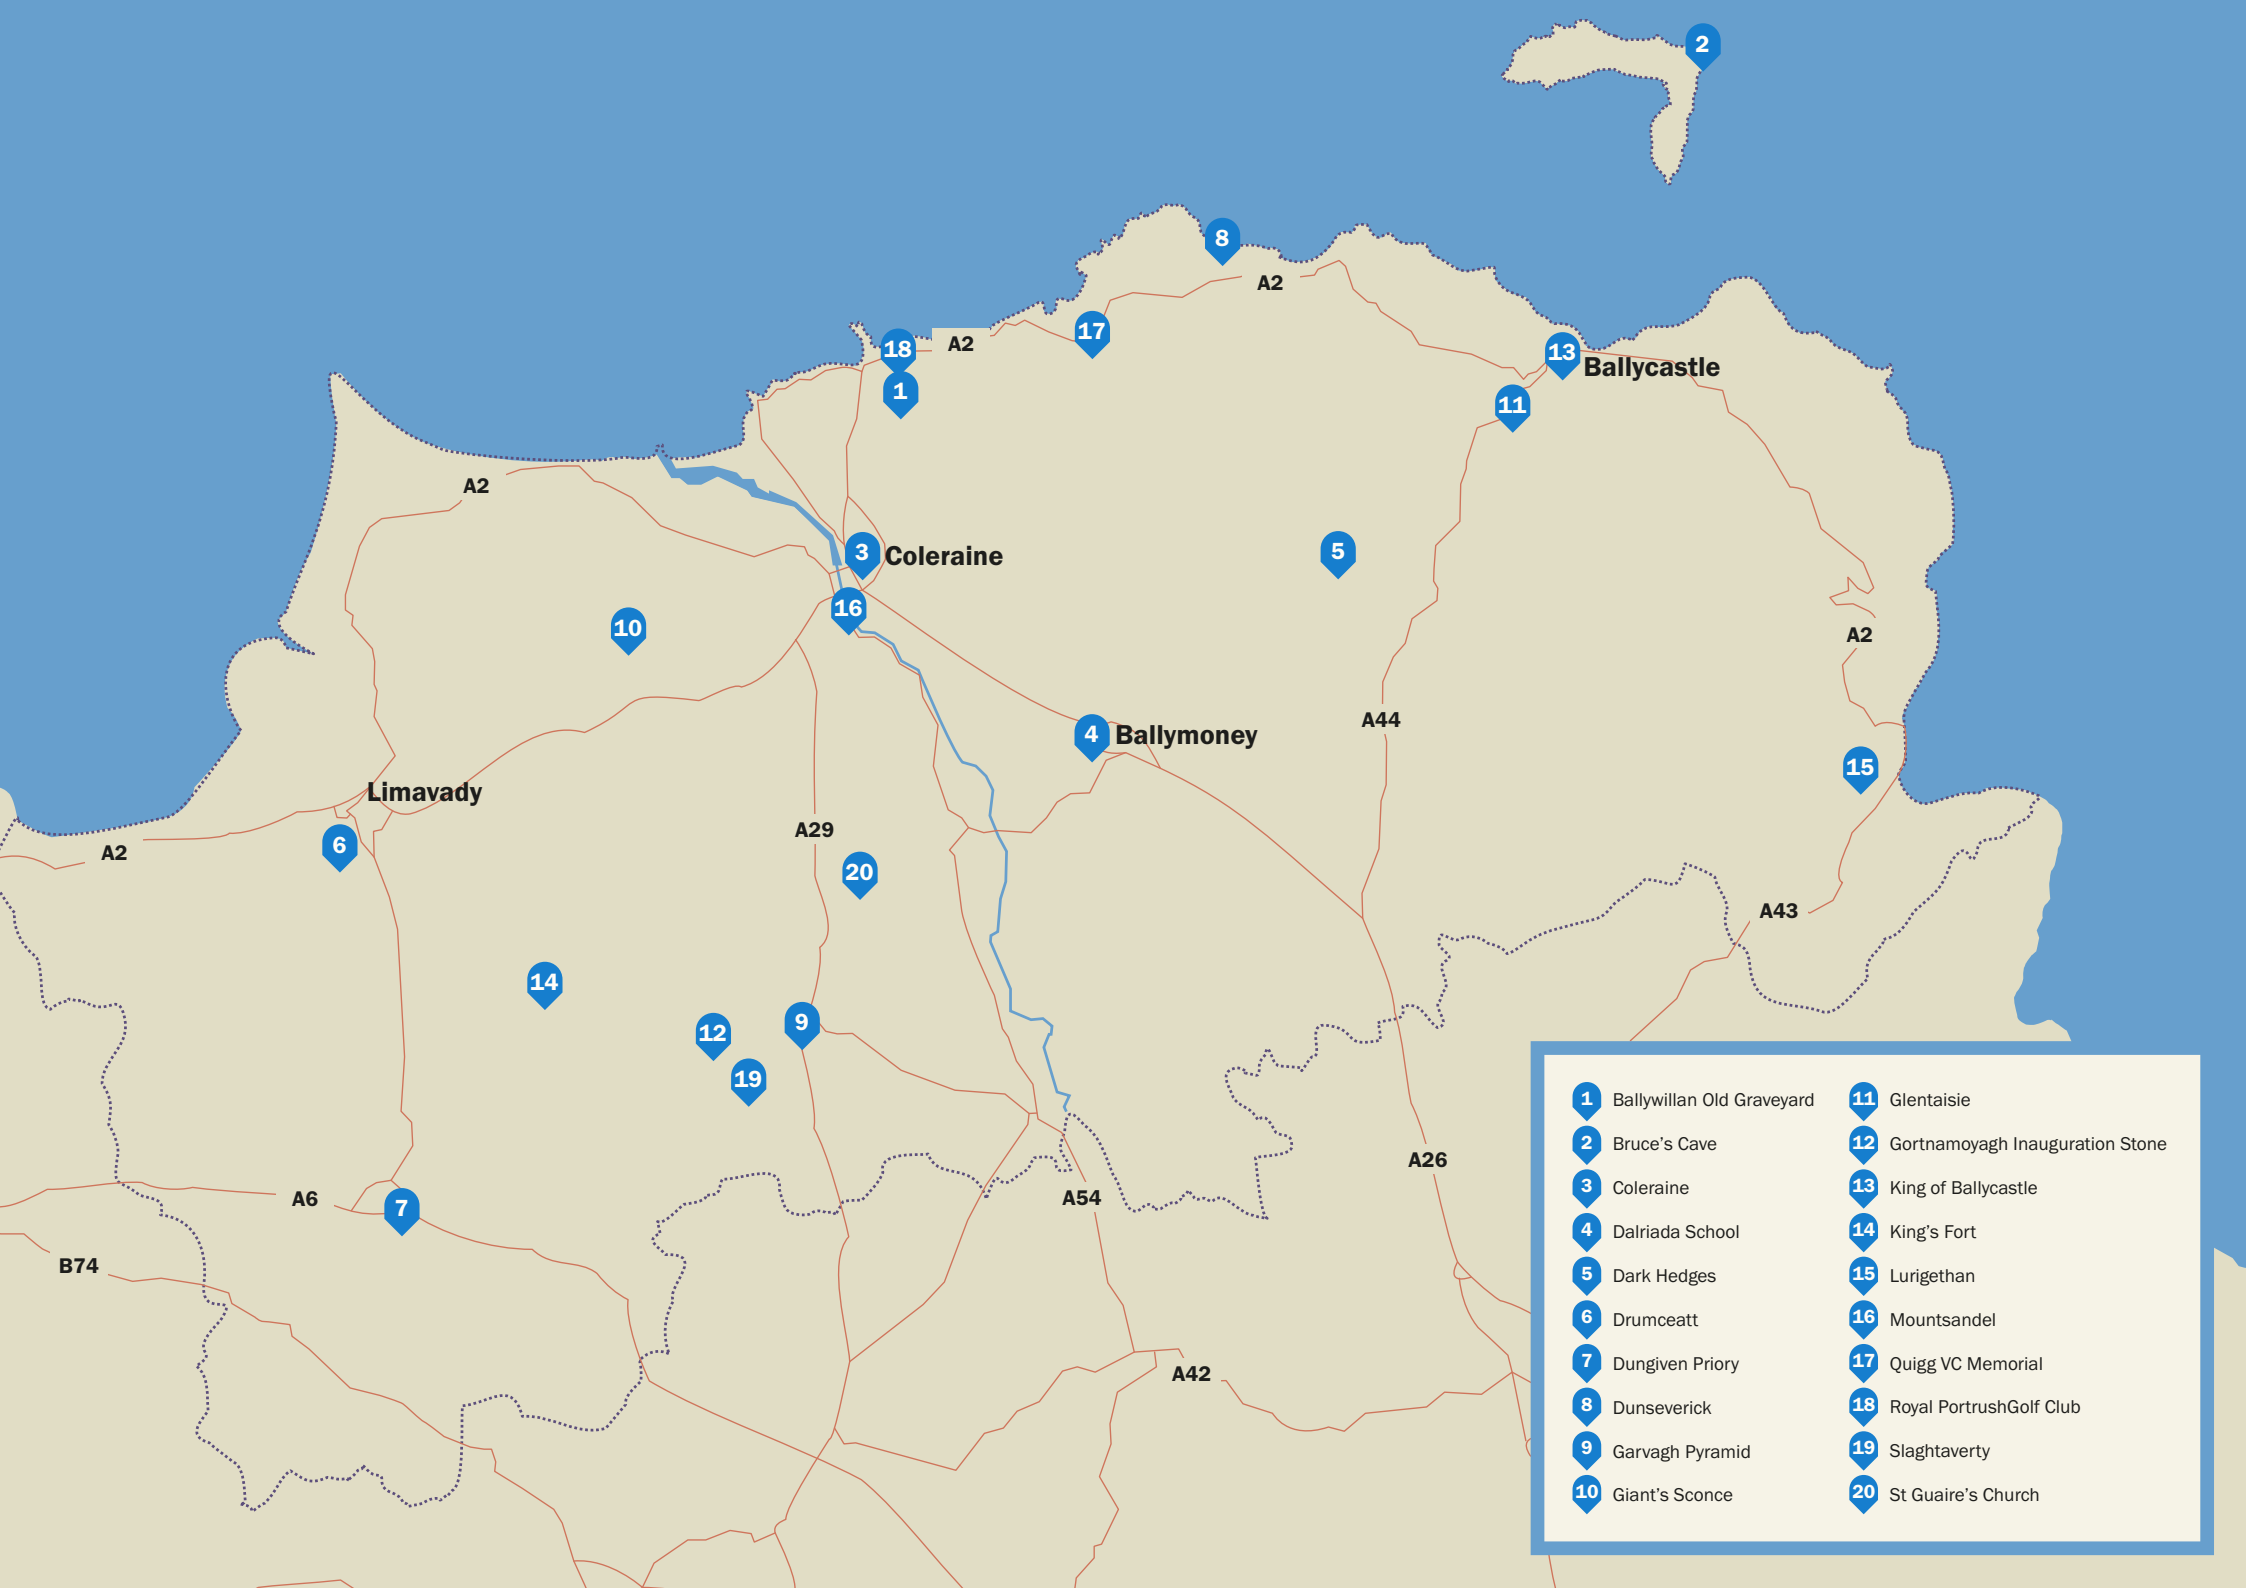 2
8
A2
17
18
A2
13
Ballycastle
1
11
A2
3
Coleraine
5
16
10
A2
A44
4
Ballymoney
15
Limavady
A29
6
A2
20
A43
14
9
12
19
A26
A6
A54
7
B74
A42
1 Ballywillan Old Graveyard
2 Bruce's Cave
3 Coleraine
4 Dalriada School
5 Dark Hedges
6 Drumceatt
7 Dungiven Priory
8 Dunseverick
9 Garvagh Pyramid
10 Giant's Sconce
11 Glentaisie
12 Gortnamoyagh Inauguration Stone
13 King of Ballycastle
14 King's Fort
15 Lurigethan
16 Mountsandel
17 Quigg VC Memorial
18 Royal PortrushGolf Club
19 Slaghtaverty
20 St Guaire's Church